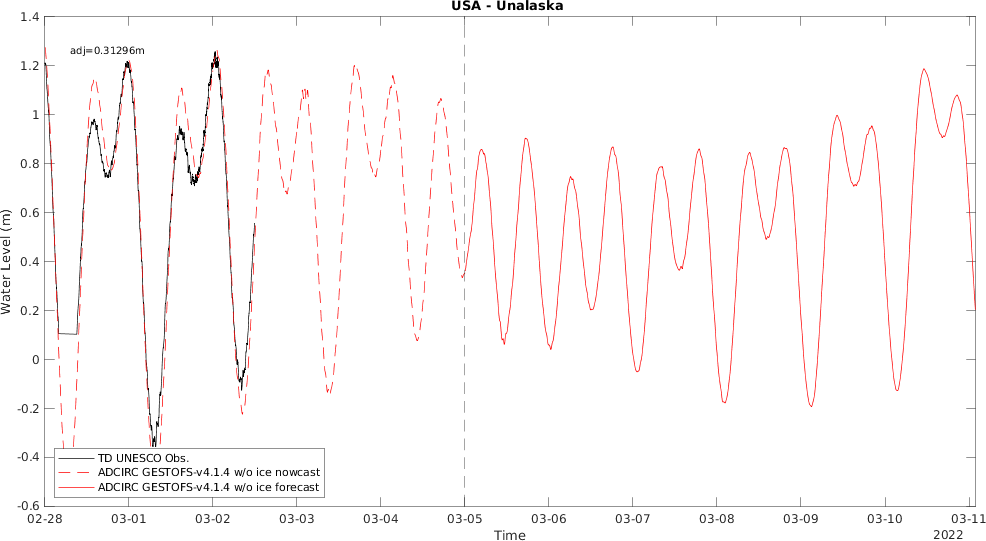 USA - Unalaska
adj=0.31296m
Water Level (m)
1.4
1.2
1
0.8
0.6
0.4
0.2
0
-0.2
-0.4
-0.6
TD UNESCO Obs.
ADCIRC GESTOFS-v4.1.4 w/o ice nowcast
ADCIRC GESTOFS-v4.1.4 w/o ice forecast
02-28 03-01 03-02 03-03 03-04 03-05 03-06 03-07 03-08 03-09 03-10 03-11
Time
2022